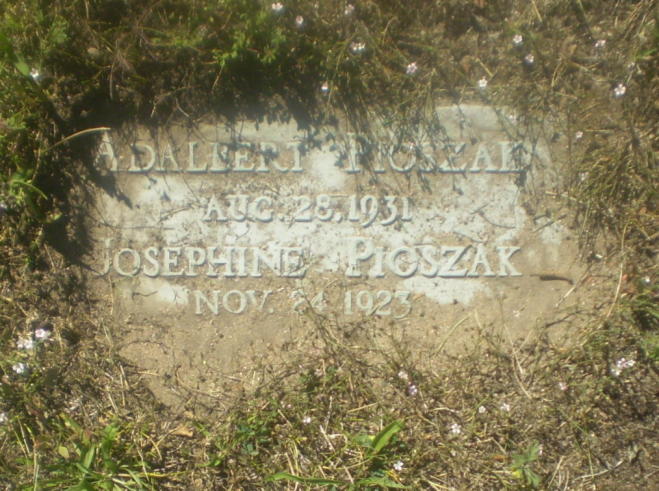 ADALBERT PIOSZAK
AUG. 28, 1931
JOSEPHINE PIOSZAK
NOV. 24 1923